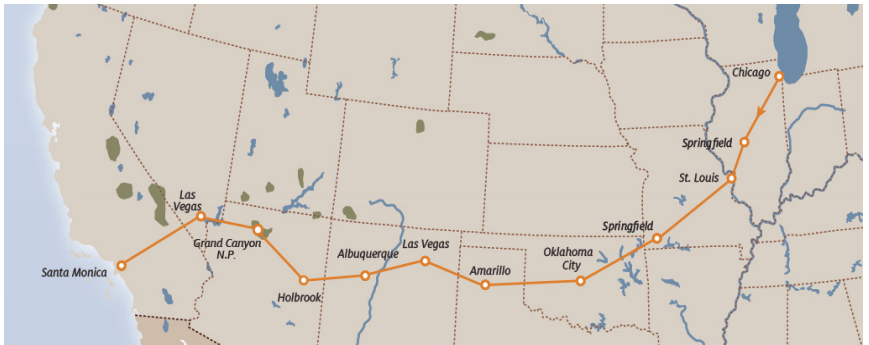 Chicago
Springfield
St. Louis
Las
Vegas
Springfield
Grand Canyon
N.P.
Albuquerque
Las Vegas
Oklahoma
City
Santa Monica
Amarillo
Holbrook